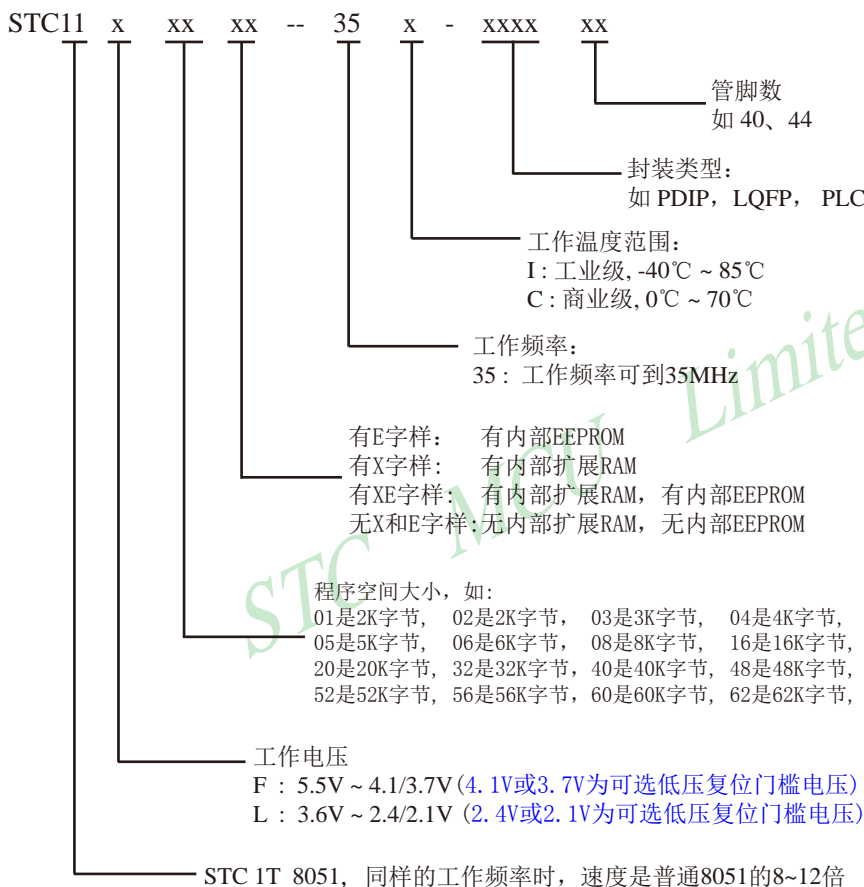 STC11 x xx xx -- 35 x - xxxx xx
管脚数
如 40、44
封装类型：
如 PDIP，LQFP， PLC
工作温度范围：
I : 工业级, -40℃ ~ 85℃
C : 商业级, 0℃ ~ 70℃
工作频率：
35 : 工作频率可到35MHz
有E字样： 有内部EEPROM
有X字样: 有内部扩展RAM
有XE字样: 有内部扩展RAM，有内部EEPROM
无X和E字样:无内部扩展RAM，无内部EEPROM
程序空间大小，如:
01是2K字节, 02是2K字节， 03是3K字节, 04是4K字节,
05是5K字节, 06是6K字节， 08是8K字节, 16是16K字节,
20是20K字节, 32是32K字节，40是40K字节, 48是48K字节,
52是52K字节, 56是56K字节，60是60K字节, 62是62K字节,
工作电压
F : 5.5V ~ 4.1/3.7V (4.1V或3.7V为可选低压复位门槛电压)
L : 3.6V ~ 2.4/2.1V (2.4V或2.1V为可选低压复位门槛电压)
STC 1T 8051, 同样的工作频率时，速度是普通8051的8~12倍
STC MCU Limite